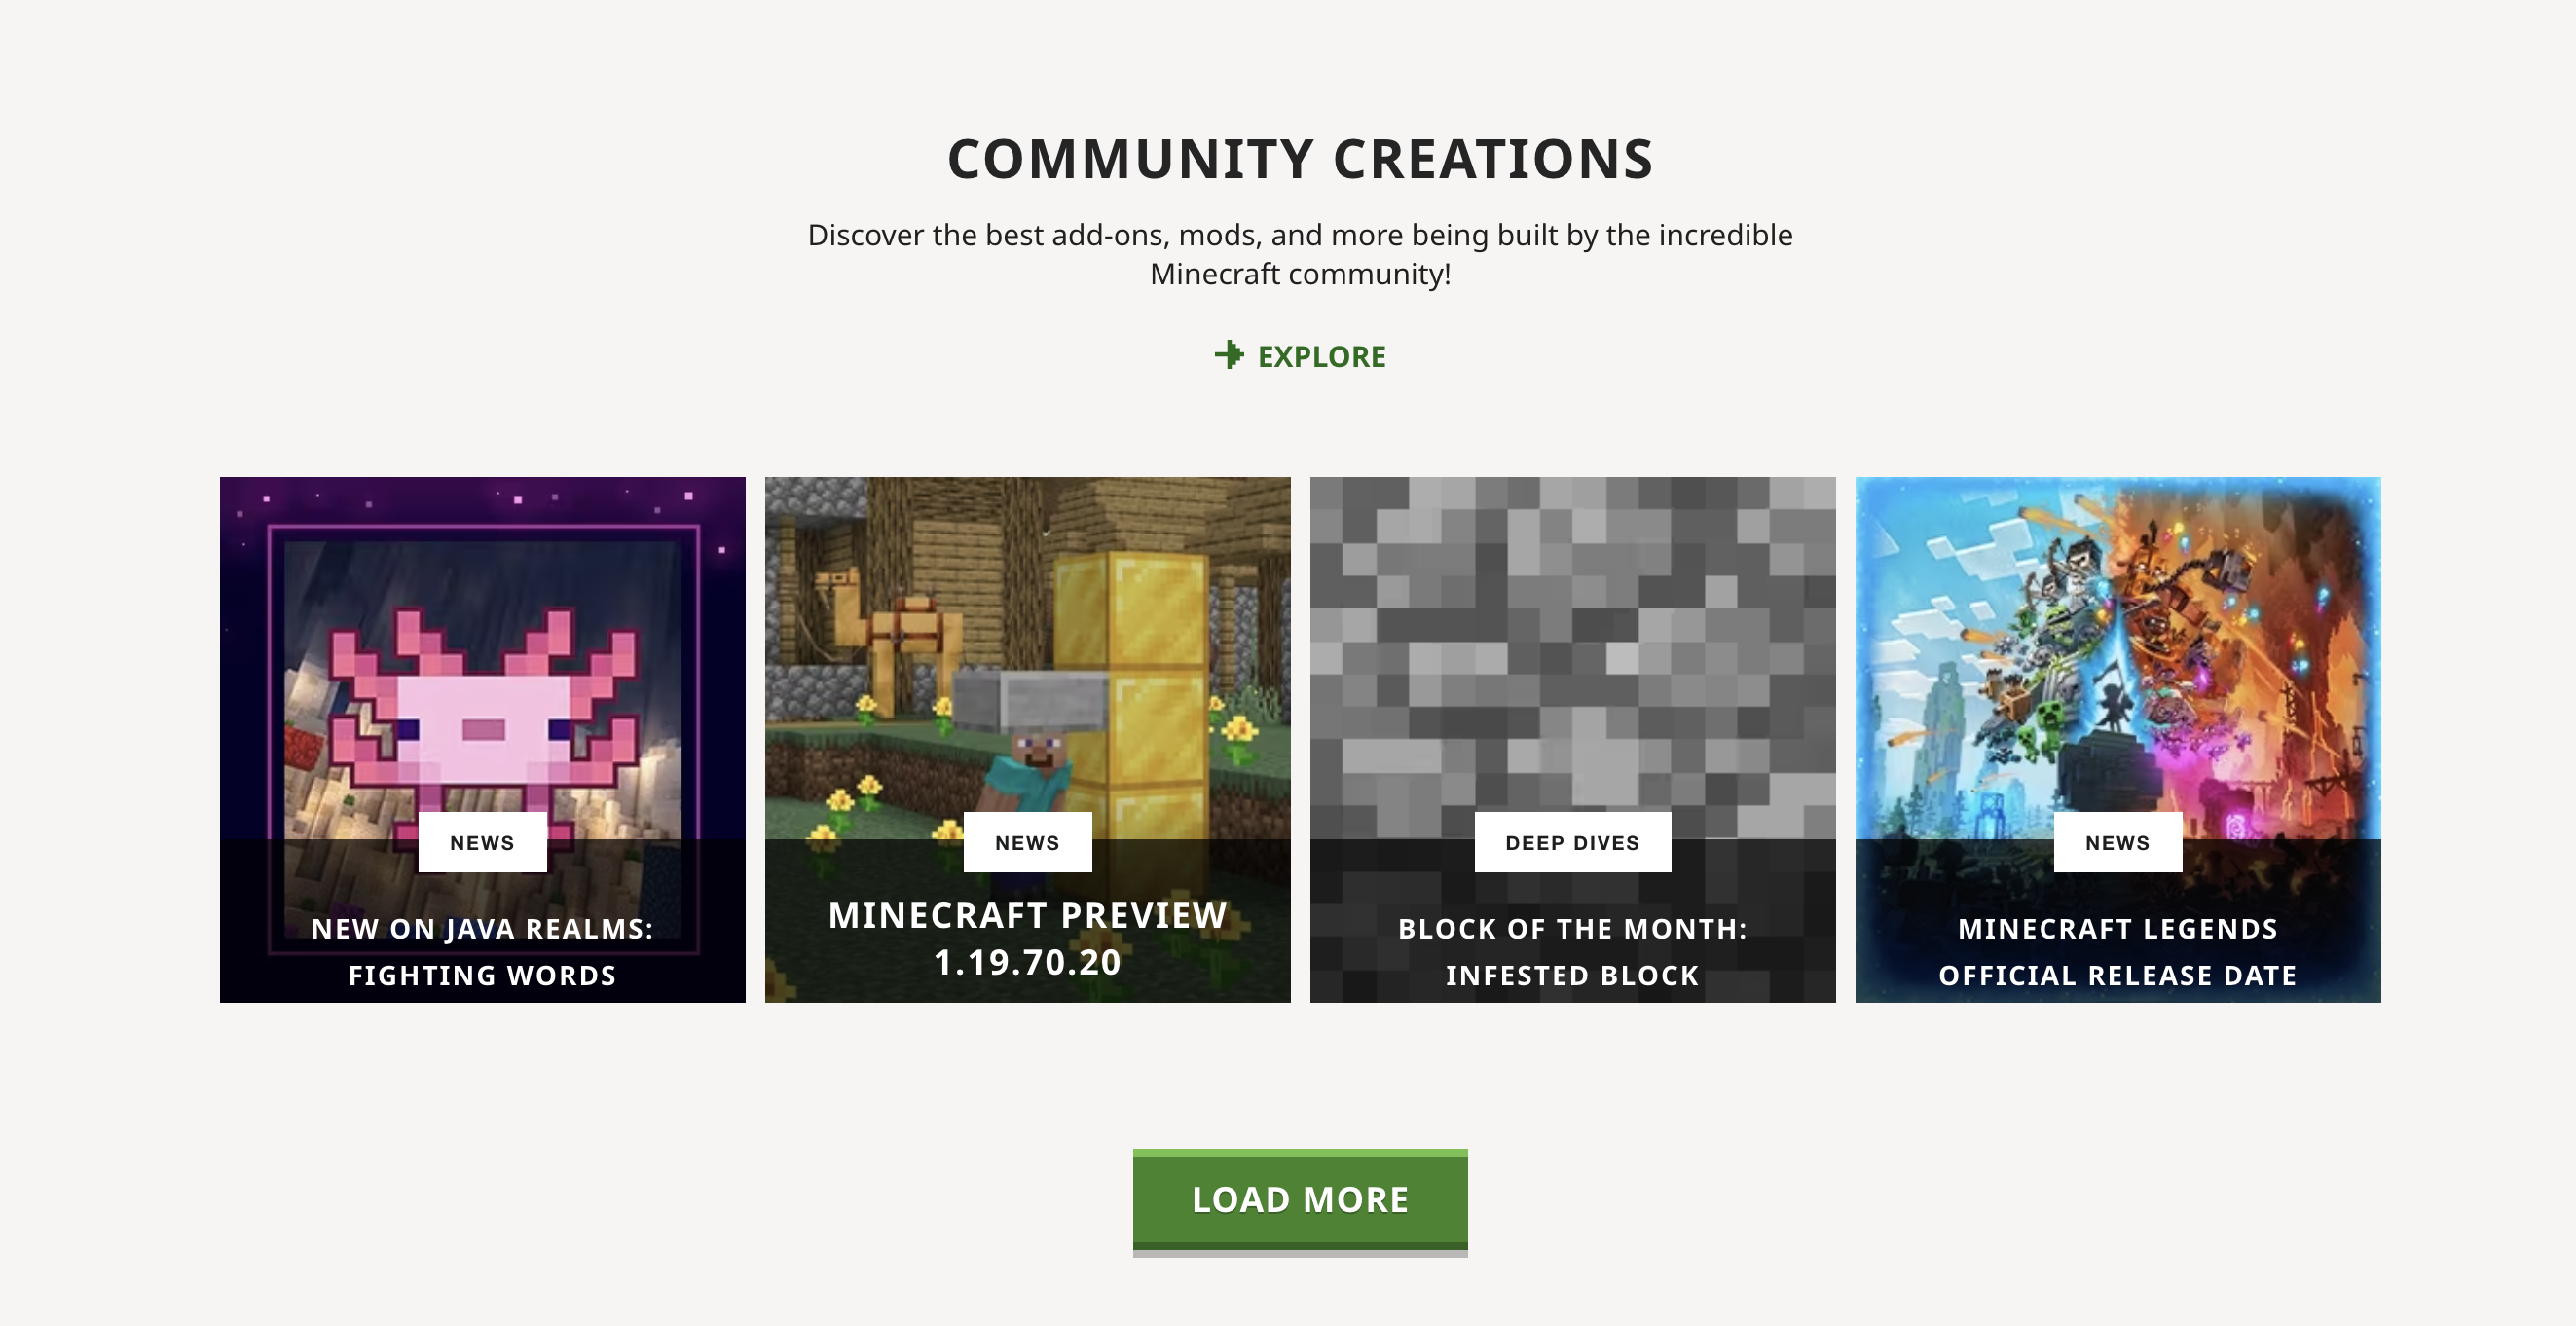 COMMUNITY CREATIONS
Discover the best add-ons, mods, and more being built by the incredible
Minecraft community!
EXPLORE
NEWS
NEW ON JAVA REALMS:
FIGHTING WORDS
NEWS
MINECRAFT PREVIEW
1.19.70.20
DEEP DIVES
BLOCK OF THE MONTH:
INFESTED BLOCK
NEWS
MINECRAFT LEGENDS
OFFICIAL RELEASE DATE
LOAD MORE